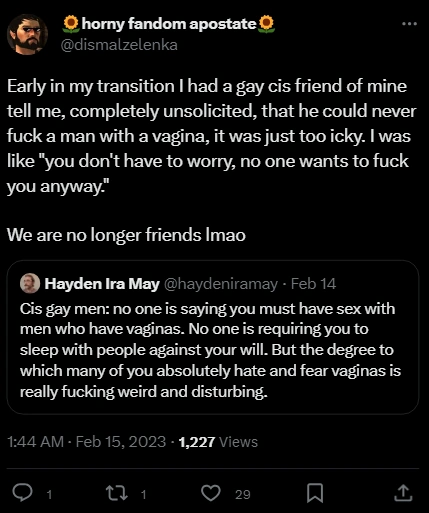 🌻horny fandom apostate🌻
@dismalzelenka
Early in my transition I had a gay cis friend of mine
tell me, completely unsolicited, that he could never
fuck a man with a vagina, it was just too icky. I was
like "you don't have to worry, no one wants to fuck
you anyway."
We are no longer friends lmao
Hayden Ira May @haydeniramay · Feb 14
Cis gay men: no one is saying you must have sex with
men who have vaginas. No one is requiring you to
sleep with people against your will. But the degree to
which many of you absolutely hate and fear vaginas is
really fucking weird and disturbing.
1:44 AM · Feb 15, 2023 · 1,227 Views
1 1 29